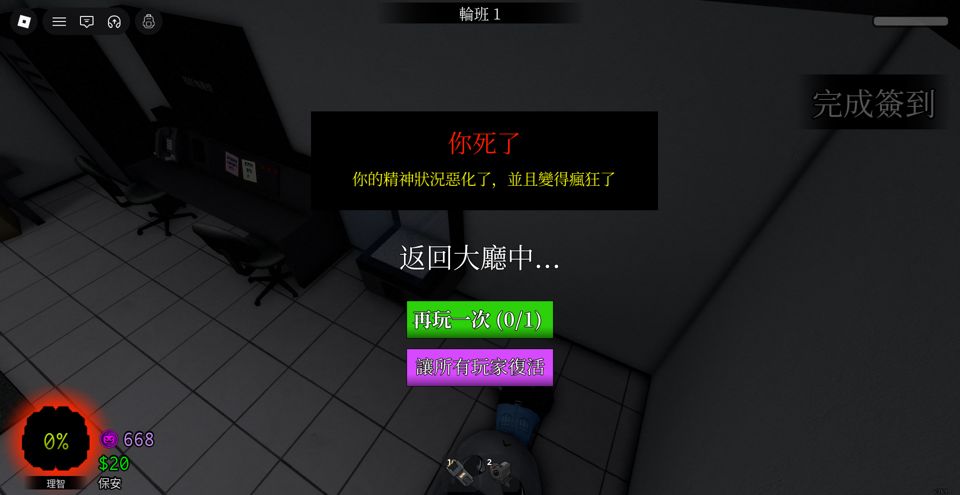 輪班 1
完成簽到
你死了
你的精神狀況惡化了，並且變得瘋狂了
返回大廳中...
再玩一次 (0/1)
讓所有玩家復活
0%
668
$20
理智
保安
2